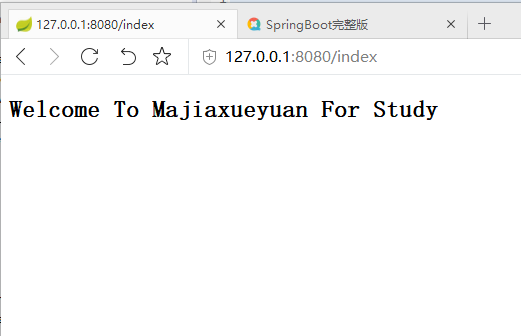 127.0.0.1:8080/index
SpringBoot完整版
127.0.0.1:8080/index
Welcome To Majiaxueyuan For Study